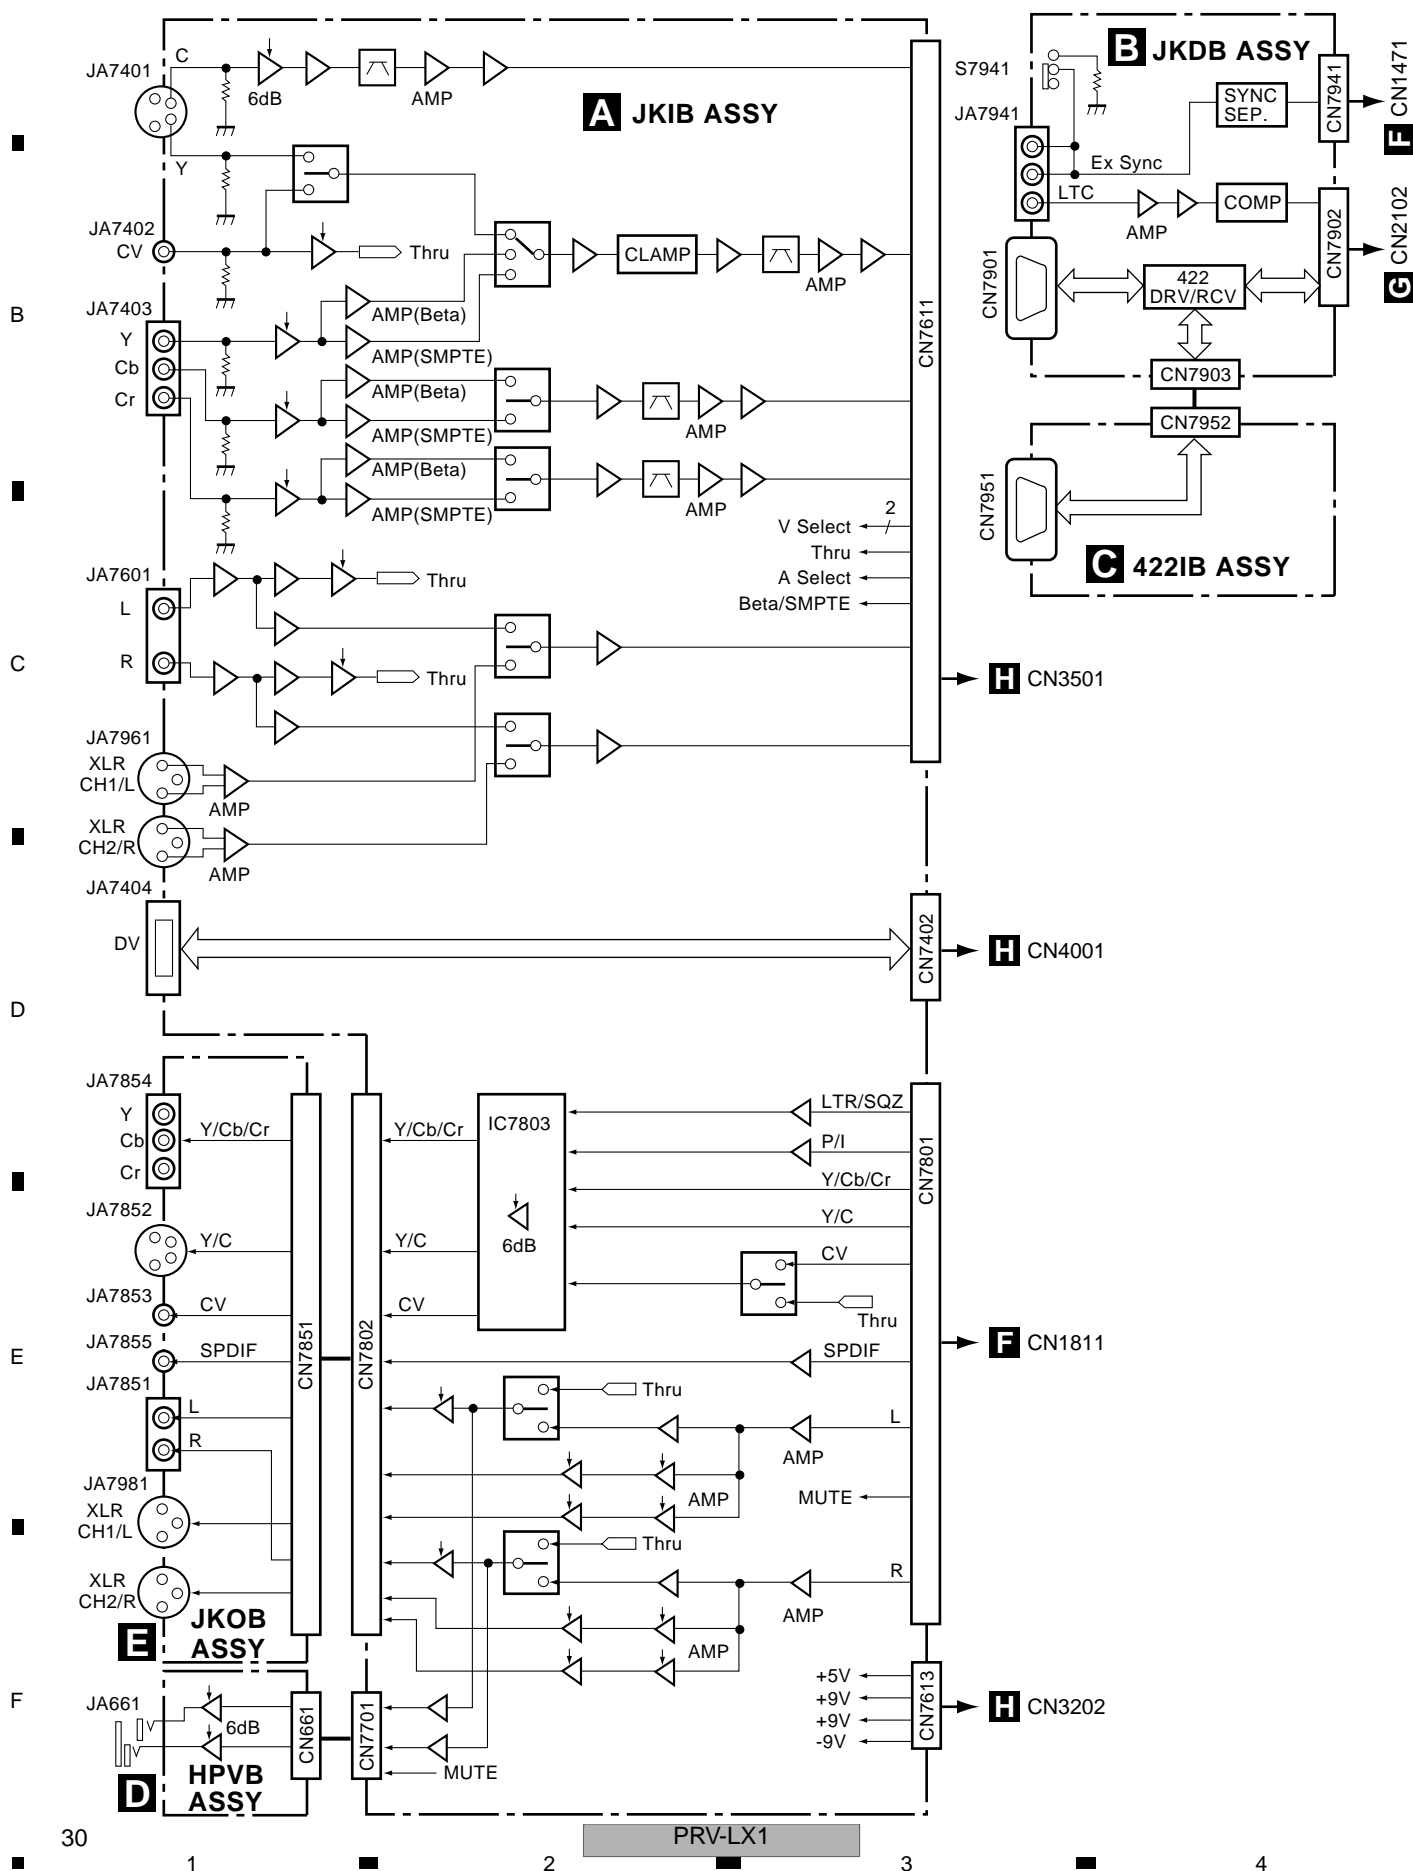 C
JA7401
6dB
AMP
A JKIB ASSY
Y
JA7402
CV
Thru
CLAMP
AMP
B
JA7403
Y
Cb
Cr
AMP(Beta)
AMP(SMPTE)
AMP(Beta)
AMP(SMPTE)
AMP
AMP(Beta)
AMP(SMPTE)
AMP
CN7611
V Select
2
Thru
A Select
Beta/SMPTE
JA7601
L
Thru
C
R
Thru
H CN3501
JA7961
XLR
CH1/L
AMP
XLR
CH2/R
AMP
JA7404
DV
CN7402
H CN4001
D
B JKDB ASSY
S7941
JA7941
SYNC
SEP.
CN7941
F CN1471
Ex Sync
LTC
AMP
COMP
CN7902
G CN2102
CN7901
422
DRV/RCV
CN7903
CN7952
CN7951
C 422IB ASSY
JA7854
Y
Cb
Cr
Y/Cb/Cr
Y/Cb/Cr
IC7803
6dB
LTR/SQZ
P/I
Y/Cb/Cr
Y/C
CV
Thru
CN7801
JA7852
Y/C
Y/C
JA7853
CV
CV
E
JA7855
SPDIF
SPDIF
CN7851
CN7802
F CN1811
JA7851
L
R
Thru
L
AMP
AMP
MUTE
JA7981
XLR
CH1/L
Thru
R
AMP
AMP
XLR
CH2/R
E JKOB
ASSY
F
JA661
6dB
CN661
CN7701
MUTE
D HPVB
ASSY
+5V
+9V
+9V
-9V
CN7613
H CN3202
30
PRV-LX1
1
2
3
4